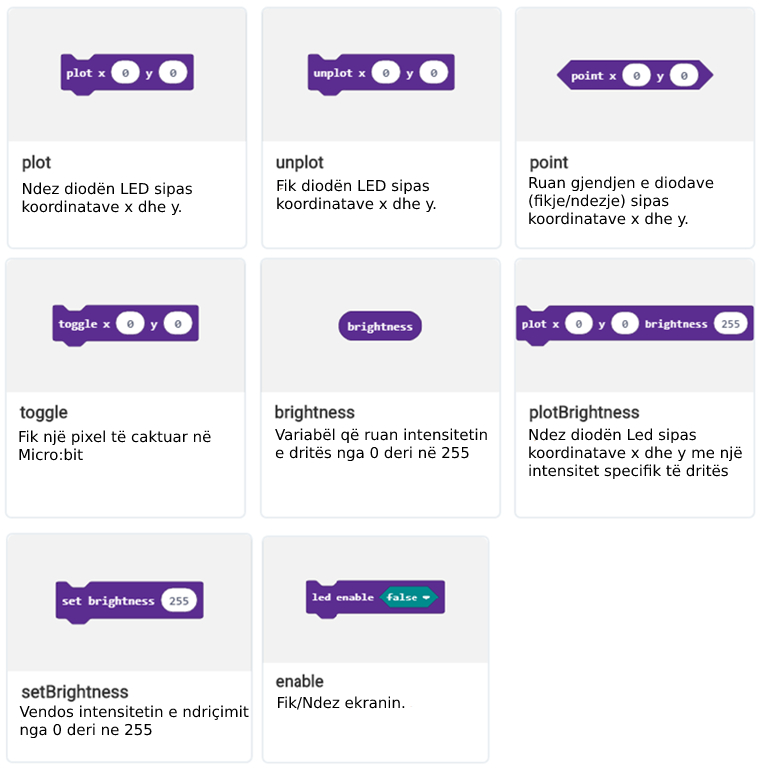 plot x 0 y 0
plot
Ndez diodën LED sipas
koordinatave x dhe y.
unplot x 0 y 0
unplot
Fik diodën LED sipas
koordinatave x dhe y.
point x 0 y 0
point
Ruan gjendjen e diodave
(fikje/ndezje) sipas
koordinatave x dhe y.
toggle x 0 y 0
toggle
Fik një pixel të caktuar në
Micro:bit
brightness
brightness
Variabël që ruan intensitetin
e dritës nga 0 deri në 255
plot x 0 y 0 brightness 255
plotBrightness
Ndez diodën Led sipas
koordinatave x dhe y me një
intensitet specifik të dritës
set brightness 255
setBrightness
Vendos intensitetin e ndriçimit
nga 0 deri ne 255
led enable false
enable
Fik/Ndez ekranin.